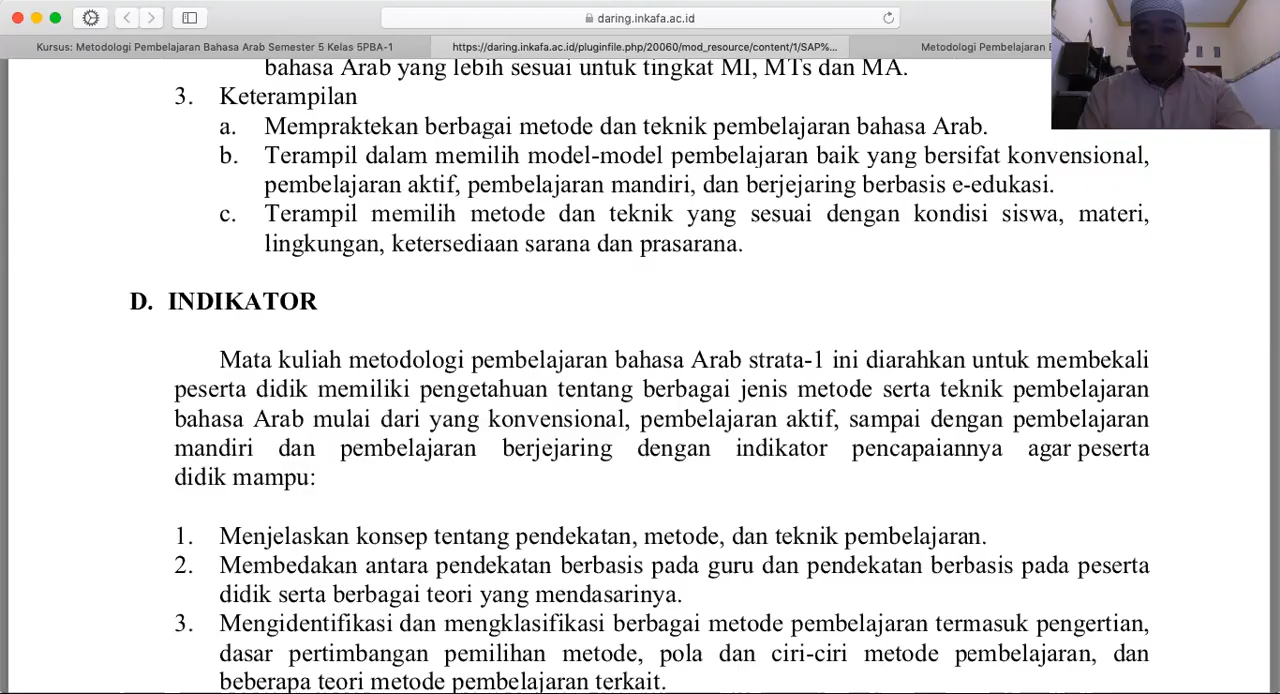 daring.inkafa.ac.id
Kursus: Metodologi Pembelajaran Bahasa Arab Semester 5 Kelas 5PBA-1
https://daring.inkafa.ac.id/pluginfile.php/20060/mod_resource/content/1/SAP%...
Metodologi Pembelajaran
bahasa Arab yang lebih sesuai untuk tingkat MI, MTs dan MA.
3. Keterampilan
a. Mempraktekan berbagai metode dan teknik pembelajaran bahasa Arab.
b. Terampil dalam memilih model-model pembelajaran baik yang bersifat konvensional,
pembelajaran aktif, pembelajaran mandiri, dan berjejaring berbasis e-edukasi.
c. Terampil memilih metode dan teknik yang sesuai dengan kondisi siswa, materi,
lingkungan, ketersediaan sarana dan prasarana.
D. INDIKATOR
Mata kuliah metodologi pembelajaran bahasa Arab strata-1 ini diarahkan untuk membekali
peserta didik memiliki pengetahuan tentang berbagai jenis metode serta teknik pembelajaran
bahasa Arab mulai dari yang konvensional, pembelajaran aktif, sampai dengan pembelajaran
mandiri dan pembelajaran berjejaring dengan indikator pencapaiannya agar peserta
didik mampu:
1. Menjelaskan konsep tentang pendekatan, metode, dan teknik pembelajaran.
2. Membedakan antara pendekatan berbasis pada guru dan pendekatan berbasis pada peserta
didik serta berbagai teori yang mendasarinya.
3. Mengidentifikasi dan mengklasifikasi berbagai metode pembelajaran termasuk pengertian,
dasar pertimbangan pemilihan metode, pola dan ciri-ciri metode pembelajaran, dan
beberapa teori metode pembelajaran terkait.